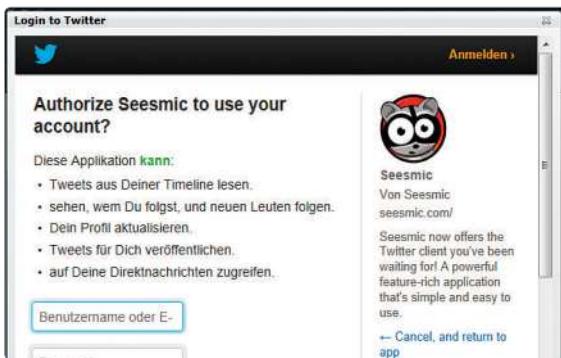 Login to Twitter
Anmelden ›
Authorize Seesmic to use your
account?
Diese Applikation kann:
• Tweets aus Deiner Timeline lesen.
• sehen, wem Du folgst, und neuen Leuten folgen.
• Dein Profil aktualisieren.
• Tweets für Dich veröffentlichen.
• auf Deine Direktnachrichten zugreifen.
Benutzername oder E-
Seesmic
Von Seesmic
seesmic.com/
Seesmic now offers the
Twitter client you've been
waiting for! A powerful
feature-rich application
that's simple and easy to
use.
← Cancel, and return to
app